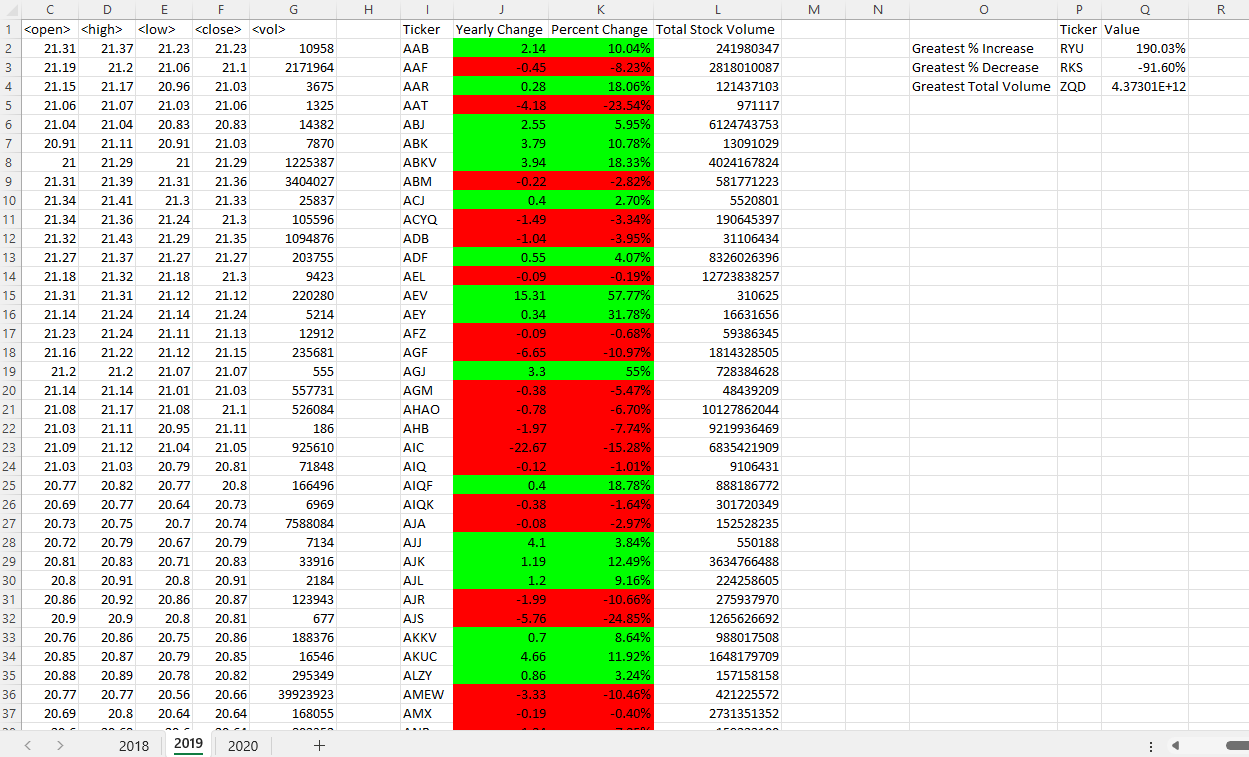 C D E F G H I J K L M N O P Q R
1 <open> <high> <low> <close> <vol> Ticker Yearly Change Percent Change Total Stock Volume Ticker Value
2 21.31 21.37 21.23 21.23 10958 AAB 2.14 10.04% 241980347 Greatest % Increase RYU 190.03%
3 21.19 21.2 21.06 21.1 2171964 AAF -0.45 -8.23% 2818010087 Greatest % Decrease RKS -91.60%
4 21.15 21.17 20.96 21.03 3675 AAR 0.28 18.06% 121437103 Greatest Total Volume ZQD 4.37301E+12
5 21.06 21.07 21.03 21.06 1325 AAT -4.18 -23.54% 971117
6 21.04 21.04 20.83 20.83 14382 ABJ 2.55 5.95% 6124743753
7 20.91 21.11 20.91 21.03 7870 ABK 3.79 10.78% 13091029
8 21 21.29 21 21.29 1225387 ABKV 3.94 18.33% 4024167824
9 21.31 21.39 21.31 21.36 3404027 ABM -0.22 -2.82% 581771223
10 21.34 21.41 21.3 21.33 25837 ACJ 0.4 2.70% 5520801
11 21.34 21.36 21.24 21.3 105596 ACYQ -1.49 -3.34% 190645397
12 21.32 21.43 21.29 21.35 1094876 ADB -1.04 -3.95% 31106434
13 21.27 21.37 21.27 21.27 203755 ADF 0.55 4.07% 8326026396
14 21.18 21.32 21.18 21.3 9423 AEL -0.09 -0.19% 12723838257
15 21.31 21.31 21.12 21.12 220280 AEV 15.31 57.77% 310625
16 21.14 21.24 21.14 21.24 5214 AEY 0.34 31.78% 16631656
17 21.23 21.24 21.11 21.13 12912 AFZ -0.09 -0.68% 59386345
18 21.16 21.22 21.12 21.15 235681 AGF -6.65 -10.97% 1814328505
19 21.2 21.2 21.07 21.07 555 AGJ 3.3 55% 728384628
20 21.14 21.14 21.01 21.03 557731 AGM -0.38 -5.47% 48439209
21 21.08 21.17 21.08 21.1 526084 AHAO -0.78 -6.70% 10127862044
22 21.03 21.11 20.95 21.11 186 AHB -1.97 -7.74% 9219936469
23 21.09 21.12 21.04 21.05 925610 AIC -22.67 -15.28% 6835421909
24 21.03 21.03 20.79 20.81 71848 AIQ -0.12 -1.01% 9106431
25 20.77 20.82 20.77 20.8 166496 AIQF 0.4 18.78% 888186772
26 20.69 20.77 20.64 20.73 6969 AIQK -0.38 -1.64% 301720349
27 20.73 20.75 20.7 20.74 7588084 AJA -0.08 -2.97% 152528235
28 20.72 20.79 20.67 20.79 7134 AJJ 4.1 3.84% 550188
29 20.81 20.83 20.71 20.83 33916 AJK 1.19 12.49% 3634766488
30 20.8 20.91 20.8 20.91 2184 AJL 1.2 9.16% 224258605
31 20.86 20.92 20.86 20.87 123943 AJR -1.99 -10.66% 275937970
32 20.9 20.9 20.8 20.81 677 AJS -5.76 -24.85% 1265626692
33 20.76 20.86 20.75 20.86 188376 AKKV 0.7 8.64% 988017508
34 20.85 20.87 20.79 20.85 16546 AKUC 4.66 11.92% 1648179709
35 20.88 20.89 20.78 20.82 295349 ALZY 0.86 3.24% 157158158
36 20.77 20.77 20.56 20.66 39923923 AMEW -3.33 -10.46% 421225572
37 20.69 20.8 20.64 20.64 168055 AMX -0.19 -0.40% 2731351352
2018 2019 2020